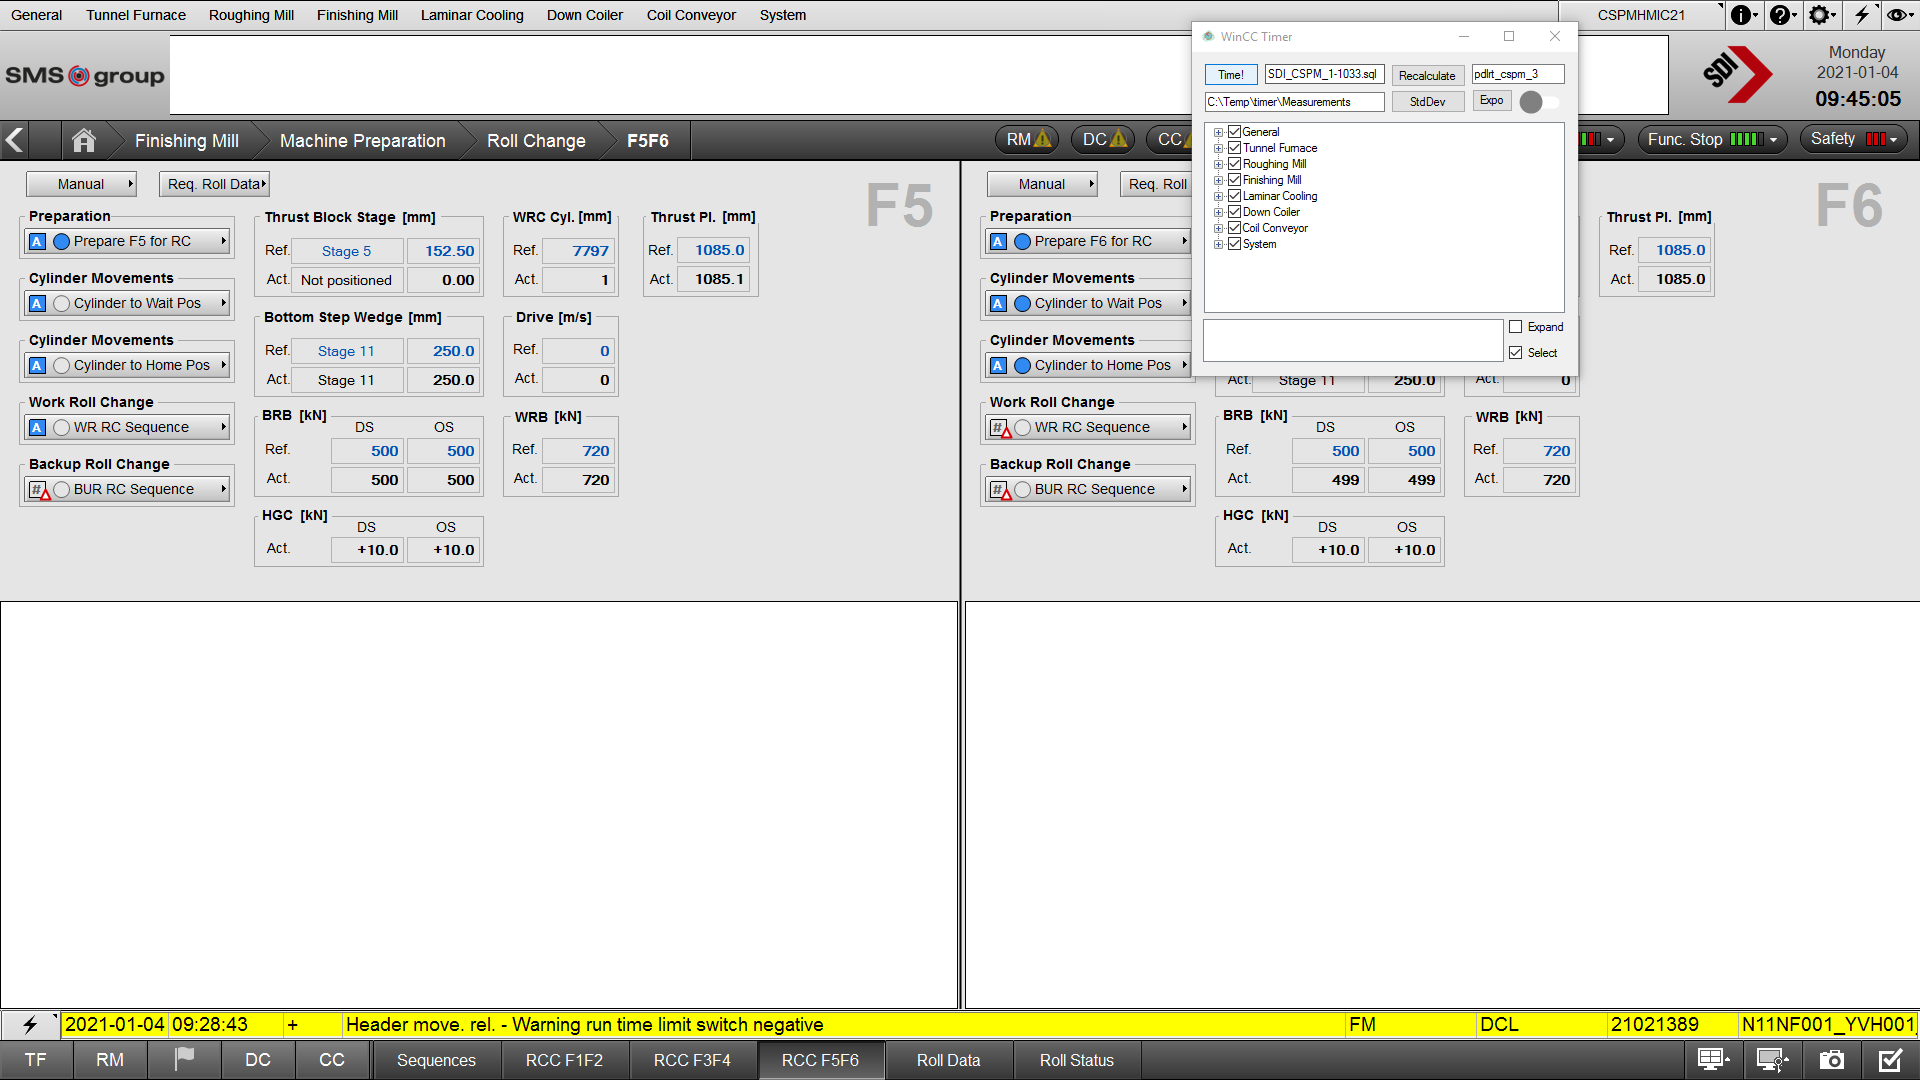 General Tunnel Furnace Roughing Mill Finishing Mill Laminar Cooling Down Coiler Coil Conveyor System CSPMHMIC21
SMS group
SDI
Monday
2021-01-04
09:45:05
WinCC Timer
Time! SDI_CSPM_1-1033.sql Recalculate pdlrt_cspm_3
C:\Temp\timer\Measurements StdDev Expo
General
Tunnel Furnace
Roughing Mill
Finishing Mill
Laminar Cooling
Down Coiler
Coil Conveyor
System
Expand
Select
Finishing Mill Machine Preparation Roll Change F5F6 RM DC CC Func. Stop Safety
Manual Req. Roll Data F5
Preparation
A Prepare F5 for RC
Cylinder Movements
A Cylinder to Wait Pos
Cylinder Movements
A Cylinder to Home Pos
Work Roll Change
A WR RC Sequence
Backup Roll Change
# BUR RC Sequence
Thrust Block Stage [mm]
Ref. Stage 5 152.50
Act. Not positioned 0.00
WRC Cyl. [mm]
Ref. 7797
Act. 1
Thrust Pl. [mm]
Ref. 1085.0
Act. 1085.1
Bottom Step Wedge [mm]
Ref. Stage 11 250.0
Act. Stage 11 250.0
Drive [m/s]
Ref. 0
Act. 0
BRB [kN]
DS OS
Ref. 500 500
Act. 500 500
WRB [kN]
Ref. 720
Act. 720
HGC [kN]
DS OS
Act. +10.0 +10.0
Manual Req. Roll F6
Preparation
A Prepare F6 for RC
Cylinder Movements
A Cylinder to Wait Pos
Cylinder Movements
A Cylinder to Home Pos
Work Roll Change
# WR RC Sequence
Backup Roll Change
# BUR RC Sequence
Thrust Pl. [mm]
Ref. 1085.0
Act. 1085.0
Act. Stage 11 250.0
Act. 0
BRB [kN]
DS OS
Ref. 500 500
Act. 499 499
WRB [kN]
Ref. 720
Act. 720
HGC [kN]
DS OS
Act. +10.0 +10.0
2021-01-04 09:28:43 + Header move. rel. - Warning run time limit switch negative FM DCL 21021389 N11NF001_YVH001
TF RM DC CC Sequences RCC F1F2 RCC F3F4 RCC F5F6 Roll Data Roll Status